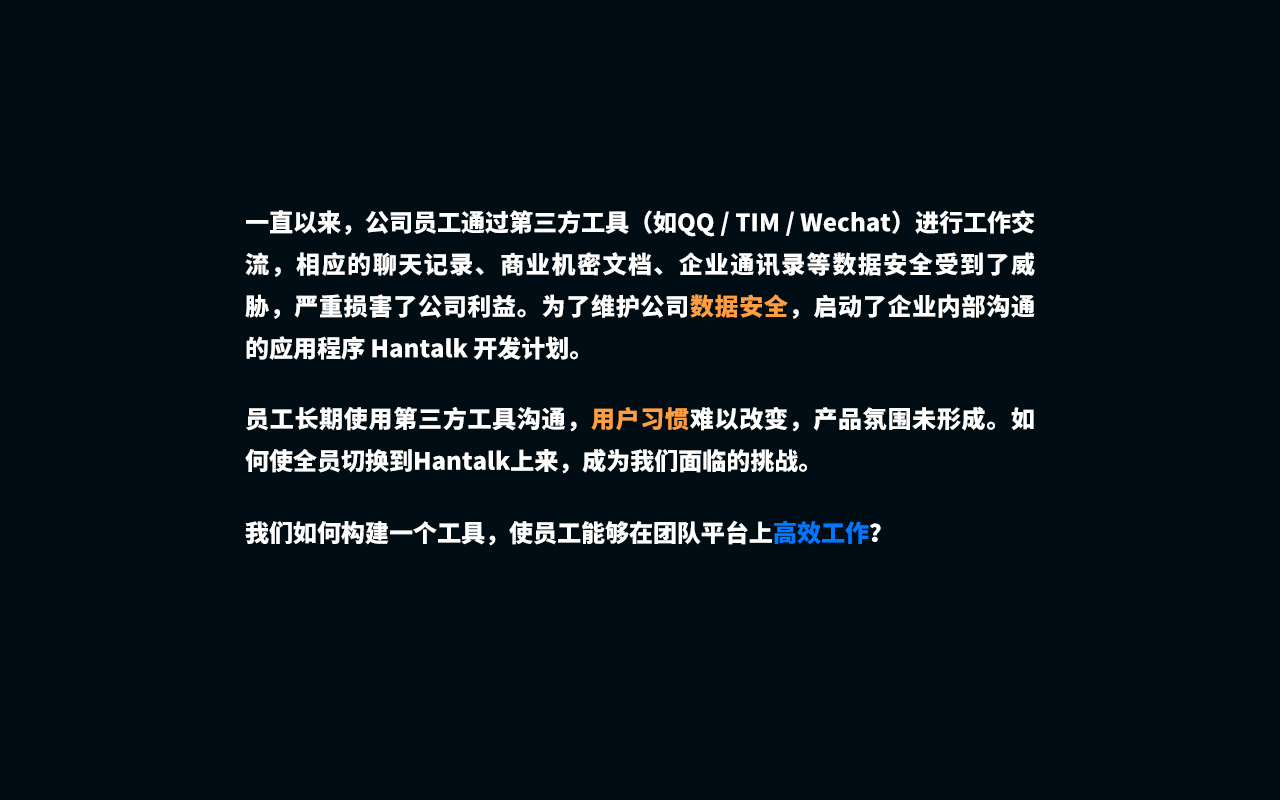 一直以来，公司员工通过第三方工具（如QQ / TIM / Wechat）进行工作交
流，相应的聊天记录、商业机密文档、企业通讯录等数据安全受到了威
胁，严重损害了公司利益。为了维护公司数据安全，启动了企业内部沟通
的应用程序 Hantalk 开发计划。
员工长期使用第三方工具沟通，用户习惯难以改变，产品氛围未形成。如
何使全员切换到Hantalk上来，成为我们面临的挑战。
我们如何构建一个工具，使员工能够在团队平台上高效工作？